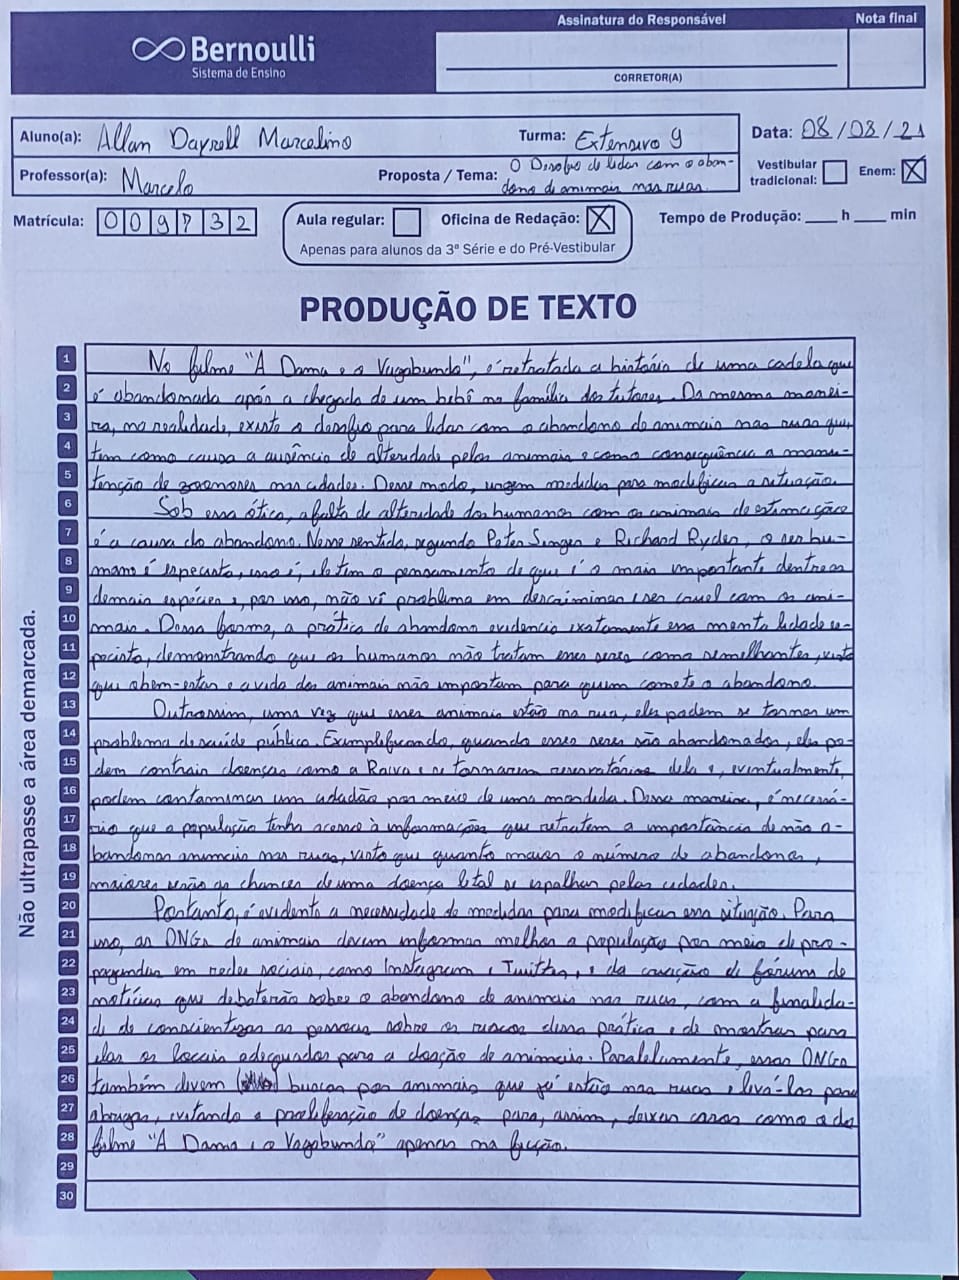 Assinatura do Responsável
Nota final
Bernoulli
Sistema de Ensino
CORRETOR(A)
Aluno(a): Allan Dayrell Marcelino
Turma: Extensivo 9
Data: 08/08/21
Professor(a): Marcelo
Proposta / Tema: O Desafio de lidar com o aban-
dono de animais nas ruas.
Vestibular
tradicional:
Enem: X
Matrícula: 009732
Aula regular:
Oficina de Redação: X
Apenas para alunos da 3ª Série e do Pré-Vestibular
Tempo de Produção: ____ h ____ min
PRODUÇÃO DE TEXTO
Não ultrapasse a área demarcada.
1 No filme "A Dama e o Vagabundo", é retratada a história de uma cadela que
2 é abandonada após a chegada de um bebê na família dos tutores. Da mesma manei-
3 ra, na realidade, existe o desafio para lidar com o abandono de animais nas ruas que,
4 tem como causa a ausência de alteridade pelos animais e como consequência a manu-
5 tenção de zoonoses nas cidades. Desse modo, urgem medidas para modificar a situação.
6 Sob essa ótica, a falta de alteridade dos humanos com os animais de estimação
7 é a causa do abandono. Nesse sentido, segundo Peter Singer e Richard Ryder, o ser hu-
8 mano é especista, isso é, ele tem o pensamento de que é o mais importante dentre as
9 demais espécies e, por isso, não vê problema em descriminar e ser cruel com os ani-
10 mais. Dessa forma, a prática de abandono evidencia exatamente essa mentalidade es-
11 pecista, demonstrando que os humanos não tratam esses seres como semelhantes, visto
12 que o bem-estar e a vida dos animais não importam para quem comete o abandono.
13 Outrossim, uma vez que esses animais estão na rua, eles podem se tornar um
14 problema de saúde pública. Exemplificando, quando esses seres são abandonados, eles po-
15 dem contrair doenças como a Raiva e se tornarem reservatórios dela e, eventualmente,
16 podem contaminar um cidadão por meio de uma mordida. Dessa maneira, é necessá-
17 rio que a população tenha acesso à informações que retratem a importância de não a-
18 bandonar animais nas ruas, visto que quanto maior o número de abandonos,
19 maiores serão as chances de uma doença letal se espalhar pelas cidades.
20 Portanto, é evidente a necessidade de medidas para modificar essa situação. Para
21 isso, as ONGs de animais devem informar melhor a população por meio de pro-
22 pagandas em redes sociais, como Instagram e Twitter, e da criação de fórum de
23 notícias que debaterão sobre o abandono de animais nas ruas, com a finalida-
24 de de conscientizar as pessoas sobre os riscos dessa prática e de mostrar para
25 elas os locais adequados para a doação de animais. Paralelamente, essas ONGs
26 também devem buscar por animais que já estão nas ruas e levá-los para
27 abrigos, evitando a proliferação de doenças para, assim, deixar casos como o do
28 filme "A Dama e o Vagabundo" apenas na ficção.
29
30